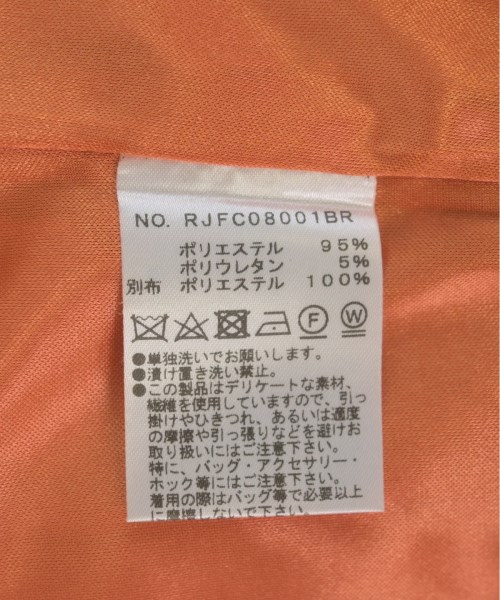 NO. RJFC08001BR
ポリエステル 95%
ポリウレタン 5%
別布 ポリエステル 100%
F W
●単独洗いでお願いします。
●漬け置き洗い禁止。
●この製品はデリケートな素材、
繊維を使用していますので、引っ
掛けやひきつれ、あるいは過度
の摩擦や引っ張りなどを避けお
取り扱いにはご注意下さい。
特に、バッグ・アクセサリー・
ホック等にはご注意下さい。
着用の際はバッグ等で必要以上
に摩擦しないで下さい。